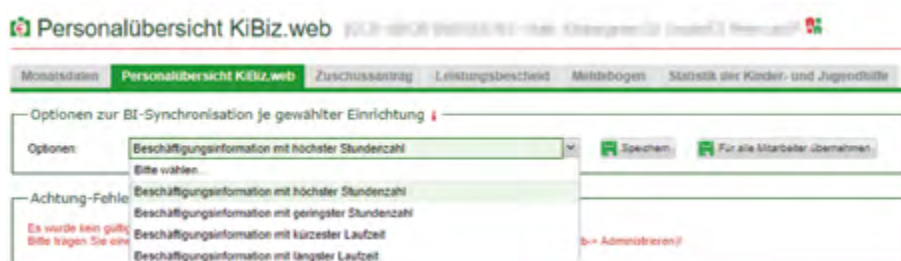 Personalübersicht KiBiz.web
Monatsdaten Personalübersicht KiBiz.web Zuschussantrag Leistungsbescheid Meldebogen Statistik der Kinder- und Jugendhilfe
Optionen zur BI-Synchronisation je gewählter Einrichtung
Optionen: Beschäftigungsinformation mit höchster Stundenzahl Speichern Für alle Mitarbeiter übernehmen
Bitte wählen...
Beschäftigungsinformation mit höchster Stundenzahl
Achtung-Fehle
Beschäftigungsinformation mit geringster Stundenzahl
Es wurde kein gültig
Beschäftigungsinformation mit kürzester Laufzeit
Bitte tragen Sie eine b-> Administrieren)!
Beschäftigungsinformation mit längster Laufzeit